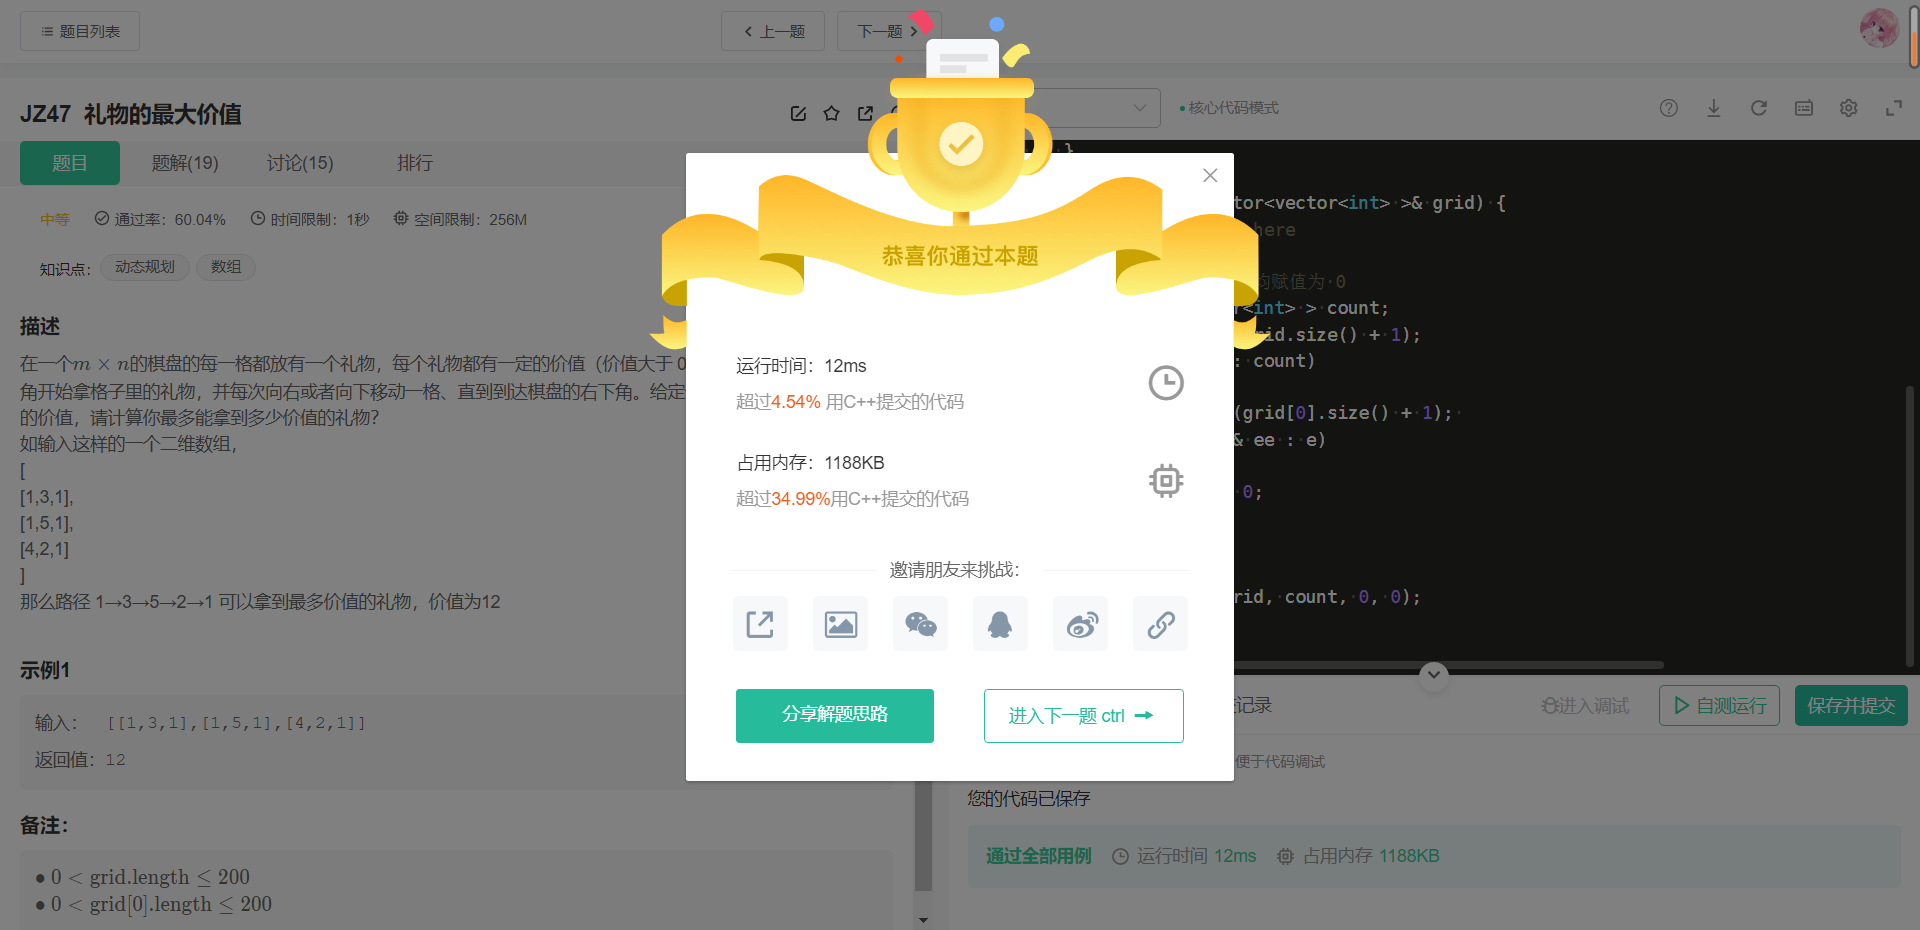 题目列表
上一题
下一题
JZ47 礼物的最大价值
核心代码模式
题目
题解(19)
讨论(15)
排行
中等
通过率：60.04%
时间限制：1秒
空间限制：256M
知识点：
动态规划
数组
描述
在一个m × n的棋盘的每一格都放有一个礼物，每个礼物都有一定的价值（价值大于 0
角开始拿格子里的礼物，并每次向右或者向下移动一格、直到到达棋盘的右下角。给定
的价值，请计算你最多能拿到多少价值的礼物？
如输入这样的一个二维数组，
[
[1,3,1],
[1,5,1],
[4,2,1]
]
那么路径 1→3→5→2→1 可以拿到最多价值的礼物，价值为12
示例1
输入： [[1,3,1],[1,5,1],[4,2,1]]
返回值：12
备注：
• 0 < grid.length ≤ 200
• 0 < grid[0].length ≤ 200
恭喜你通过本题
运行时间：12ms
超过4.54% 用C++提交的代码
占用内存：1188KB
超过34.99%用C++提交的代码
邀请朋友来挑战：
分享解题思路
进入下一题 ctrl →
}
tor<vector<int> >& grid) {
here
均赋值为 0
<int> > count;
rid.size() + 1);
: count)
(grid[0].size() + 1);
& ee : e)
0;
rid, count, 0, 0);
记录
进入调试
自测运行
保存并提交
便于代码调试
您的代码已保存
通过全部用例
运行时间 12ms
占用内存 1188KB